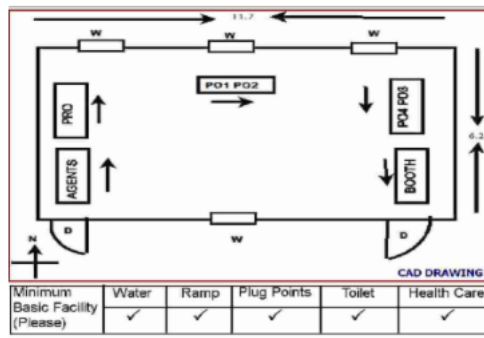 11.7
W W W
PO1 PO2
PRO
PO4 PO3
6.2
AGENTS
BOOTH
D
D
N
W
CAD DRAWING
Minimum Basic Facility (Please) Water Ramp Plug Points Toilet Health Care
✓ ✓ ✓ ✓ ✓